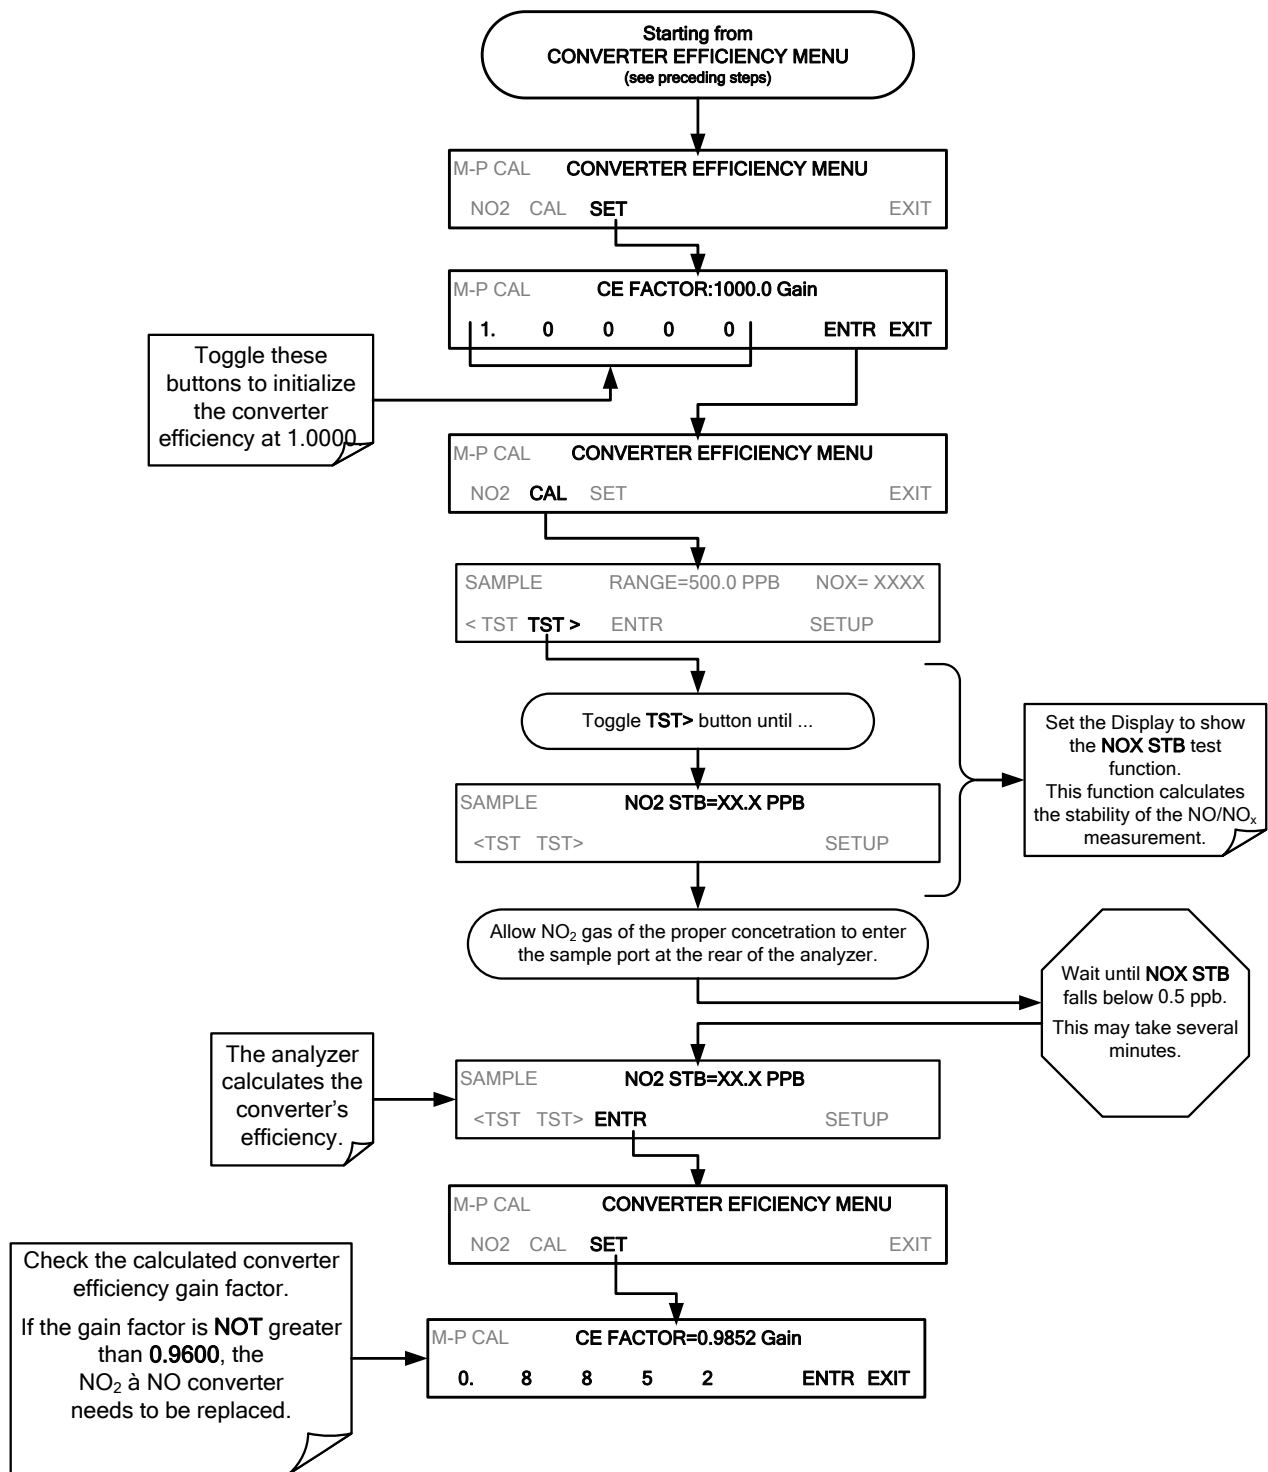 Starting from
CONVERTER EFFICIENCY MENU
(see preceding steps)
M-P CAL CONVERTER EFFICIENCY MENU
NO2 CAL SET EXIT
M-P CAL CE FACTOR:1000.0 Gain
1. 0 0 0 0 ENTR EXIT
Toggle these
buttons to initialize
the converter
efficiency at 1.0000.
M-P CAL CONVERTER EFFICIENCY MENU
NO2 CAL SET EXIT
SAMPLE RANGE=500.0 PPB NOX= XXXX
< TST TST > ENTR SETUP
Toggle TST> button until ...
Set the Display to show
the NOX STB test
function.
This function calculates
the stability of the NO/NOx
measurement.
SAMPLE NO2 STB=XX.X PPB
<TST TST> SETUP
Allow NO2 gas of the proper concetration to enter
the sample port at the rear of the analyzer.
Wait until NOX STB
falls below 0.5 ppb.
This may take several
minutes.
The analyzer
calculates the
converter's
efficiency.
SAMPLE NO2 STB=XX.X PPB
<TST TST> ENTR SETUP
M-P CAL CONVERTER EFICIENCY MENU
NO2 CAL SET EXIT
Check the calculated converter
efficiency gain factor.
If the gain factor is NOT greater
than 0.9600, the
NO2 à NO converter
needs to be replaced.
M-P CAL CE FACTOR=0.9852 Gain
0. 8 8 5 2 ENTR EXIT